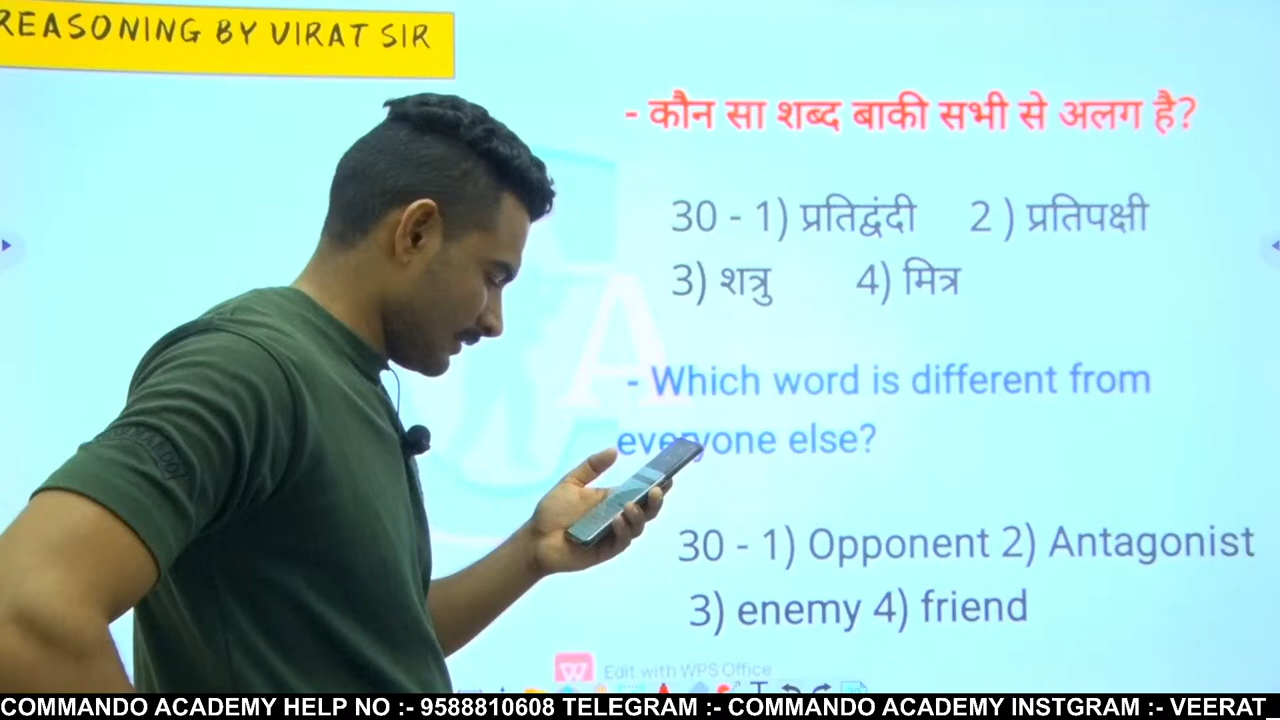 REASONING BY VIRAT SIR
- कौन सा शब्द बाकी सभी से अलग है?
30 - 1) प्रतिद्वंदी 2 ) प्रतिपक्षी
3) शत्रु 4) मित्र
- Which word is different from
everyone else?
30 - 1) Opponent 2) Antagonist
3) enemy 4) friend
Edit with WPS Office
COMMANDO ACADEMY HELP NO :- 9588810608 TELEGRAM :- COMMANDO ACADEMY INSTGRAM :- VEERAT